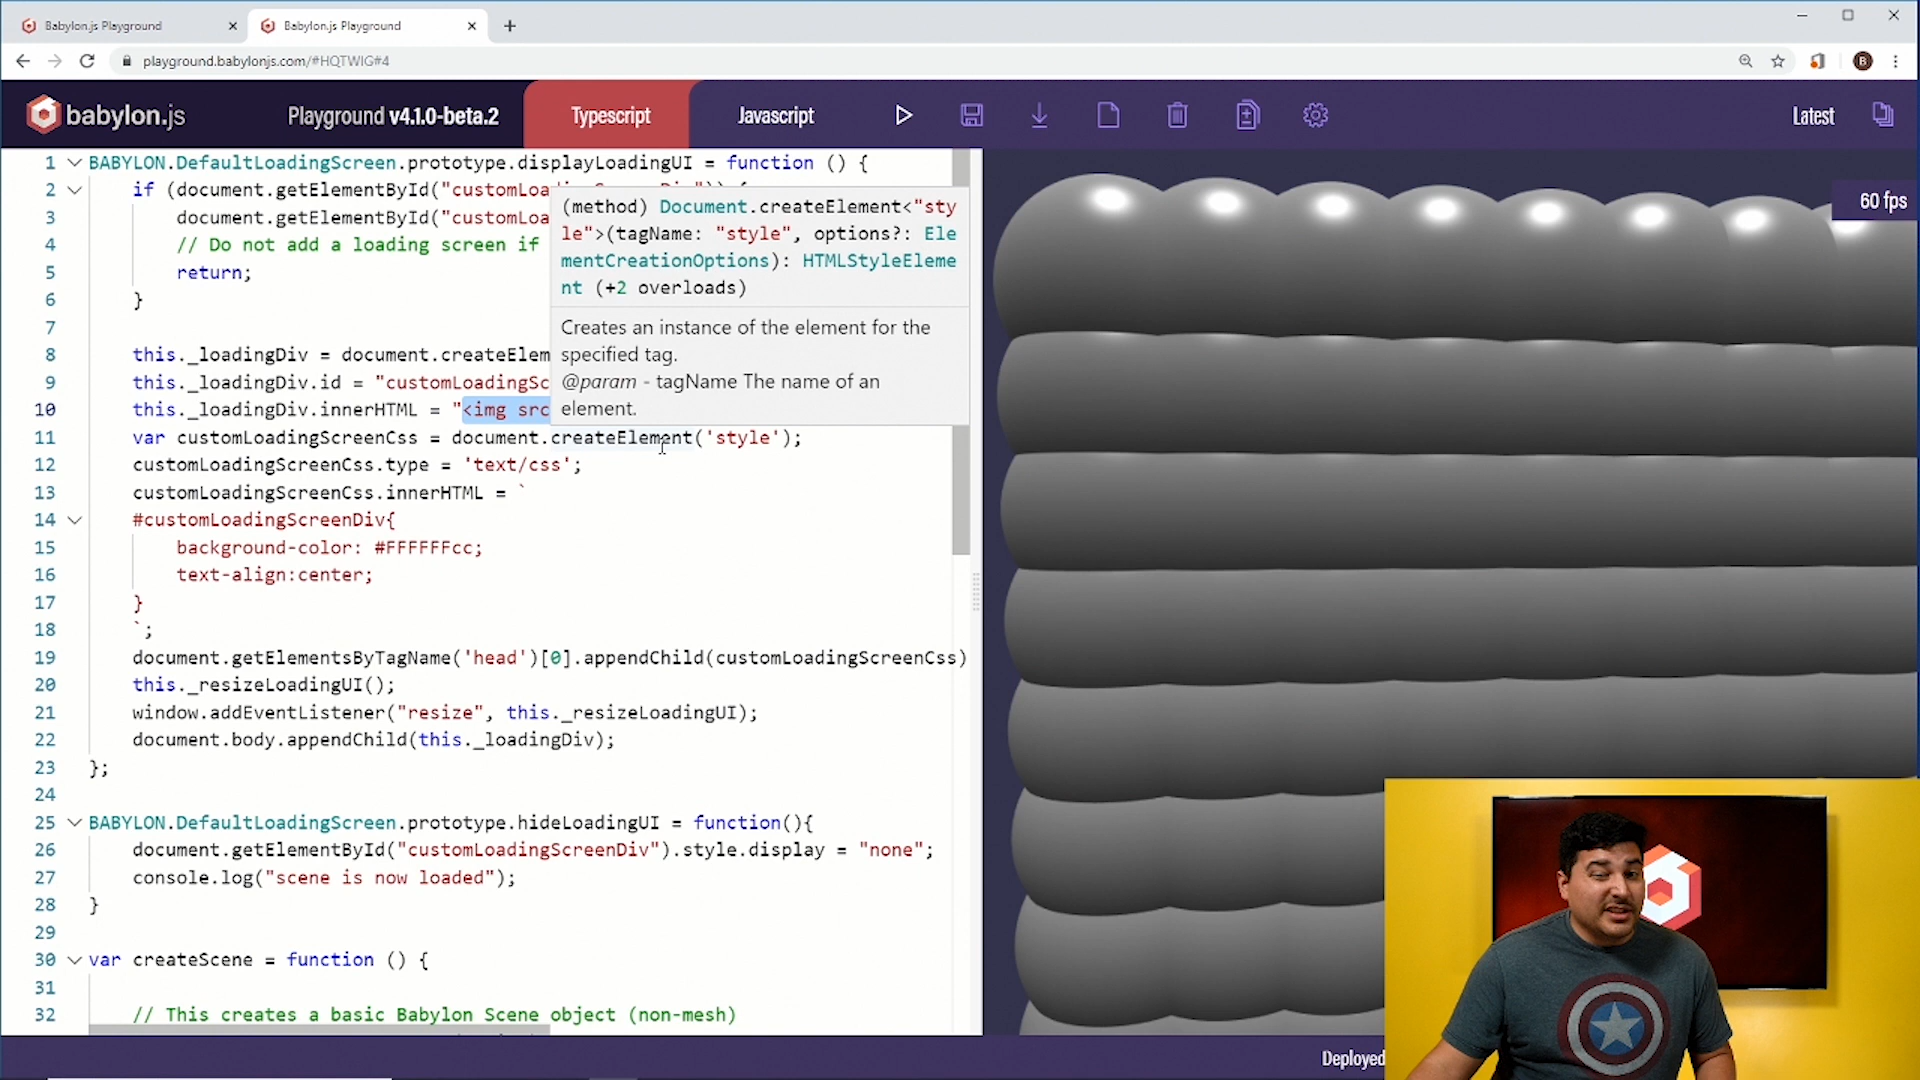 Babylon.js Playground
Babylon.js Playground
playground.babylonjs.com/#HQTWIG#4
B
babylon.js
Playground v4.1.0-beta.2
Typescript
Javascript
Latest
60 fps
1 BABYLON.DefaultLoadingScreen.prototype.displayLoadingUI = function () {
2 if (document.getElementById("customLoa
3 document.getElementById("customLoa
4 // Do not add a loading screen if
5 return;
6 }
7
8 this._loadingDiv = document.createElem
9 this._loadingDiv.id = "customLoadingSc
10 this._loadingDiv.innerHTML = "<img src
11 var customLoadingScreenCss = document.createElement('style');
12 customLoadingScreenCss.type = 'text/css';
13 customLoadingScreenCss.innerHTML = `
14 #customLoadingScreenDiv{
15 background-color: #FFFFFFcc;
16 text-align:center;
17 }
18 `;
19 document.getElementsByTagName('head')[0].appendChild(customLoadingScreenCss)
20 this._resizeLoadingUI();
21 window.addEventListener("resize", this._resizeLoadingUI);
22 document.body.appendChild(this._loadingDiv);
23 };
24
25 BABYLON.DefaultLoadingScreen.prototype.hideLoadingUI = function(){
26 document.getElementById("customLoadingScreenDiv").style.display = "none";
27 console.log("scene is now loaded");
28 }
29
30 var createScene = function () {
31
32 // This creates a basic Babylon Scene object (non-mesh)
(method) Document.createElement<"sty
le">(tagName: "style", options?: Ele
mentCreationOptions): HTMLStyleEleme
nt (+2 overloads)
Creates an instance of the element for the
specified tag.
@param - tagName The name of an
element.
Deployed